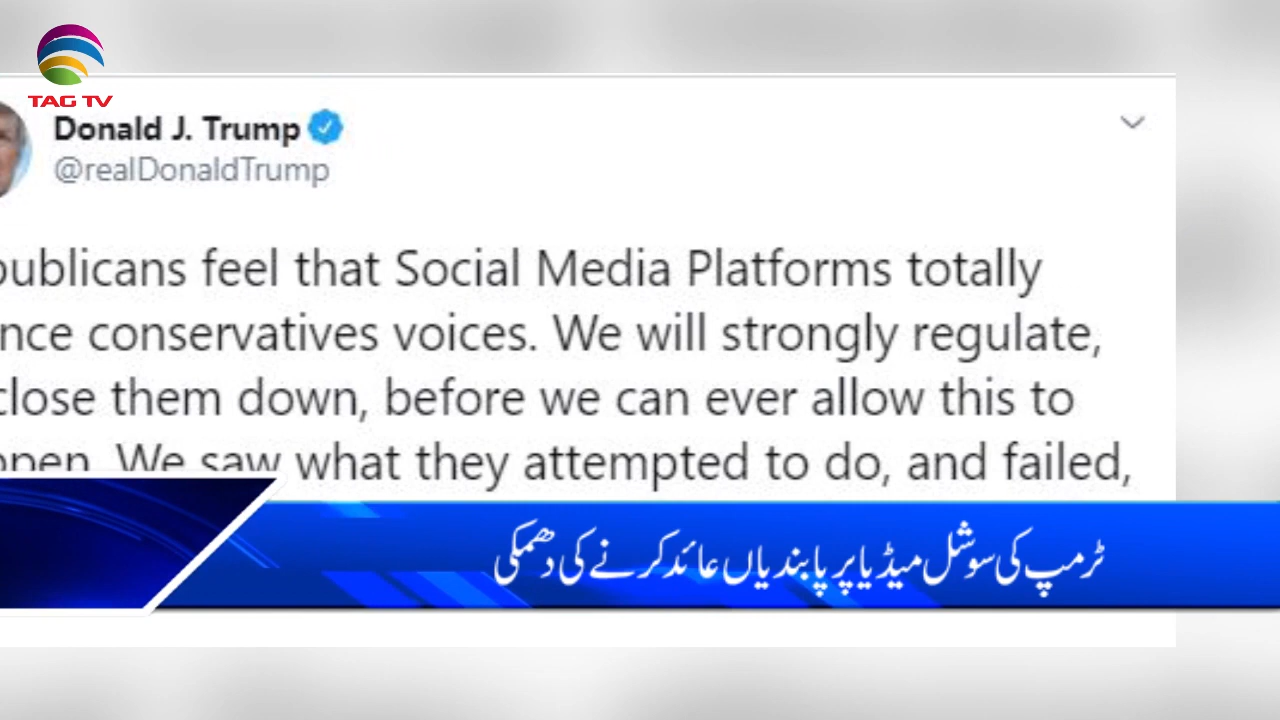 TAG TV
Donald J. Trump
@realDonaldTrump
publicans feel that Social Media Platforms totally
nce conservatives voices. We will strongly regulate,
close them down, before we can ever allow this to
ppen. We saw what they attempted to do, and failed,
ٹرمپ کی سوشل میڈیا پر پابندیاں عائد کرنے کی دھمکی